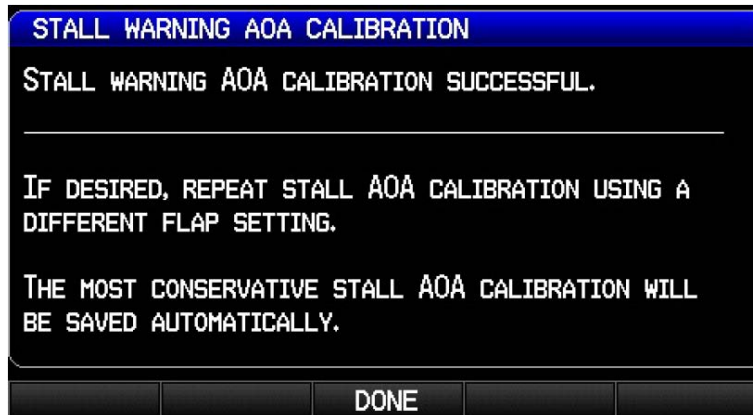 STALL WARNING AOA CALIBRATION
STALL WARNING AOA CALIBRATION SUCCESSFUL.
IF DESIRED, REPEAT STALL AOA CALIBRATION USING A
DIFFERENT FLAP SETTING.
THE MOST CONSERVATIVE STALL AOA CALIBRATION WILL
BE SAVED AUTOMATICALLY.
DONE